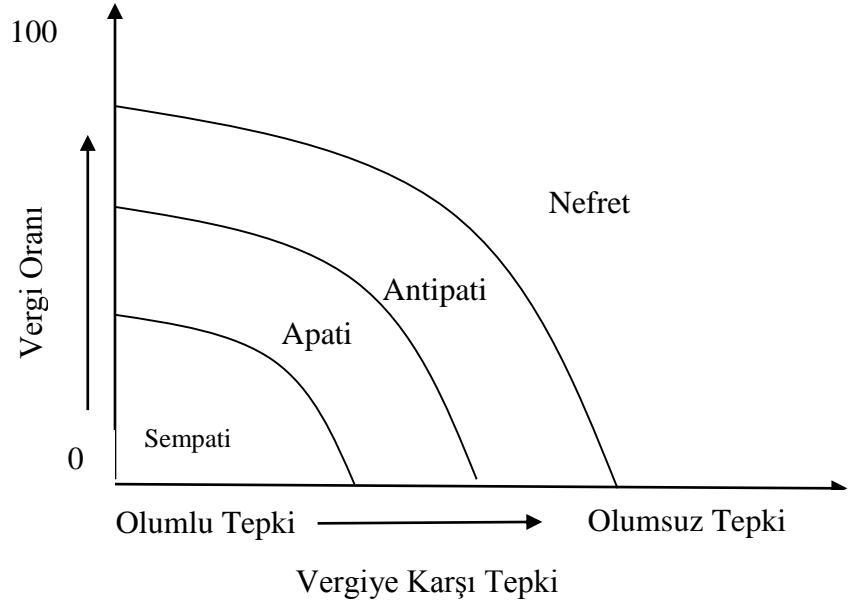 100
Nefret
Vergi Oranı
Antipati
Apati
Sempati
0
Olumlu Tepki
Olumsuz Tepki
Vergiye Karşı Tepki